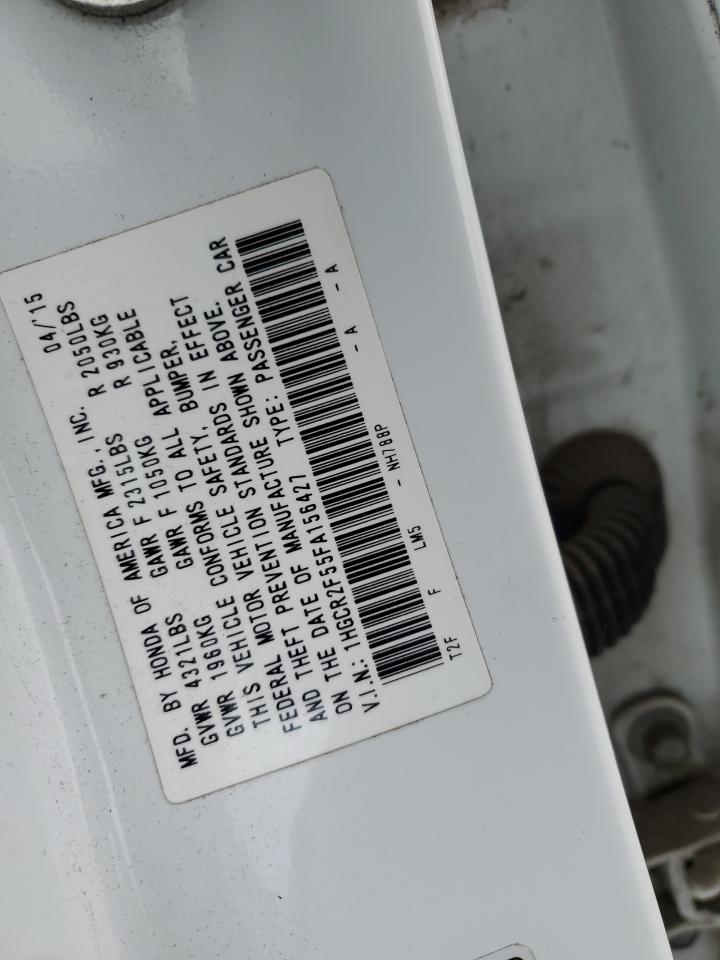 MFD. BY HONDA OF AMERICA MFG., INC. 04/'15
GVWR 4321LBS GAWR F 2315LBS R 2050LBS
GVWR 1960KG GAWR F 1050KG R 930KG
THIS VEHICLE CONFORMS TO ALL APPLICABLE
FEDERAL MOTOR VEHICLE SAFETY, BUMPER,
AND THEFT PREVENTION STANDARDS IN EFFECT
ON THE DATE OF MANUFACTURE SHOWN ABOVE.
V.I.N.: 1HGCR2F55FA156427 TYPE: PASSENGER CAR
T2F F LM5 - NH788P -A -A